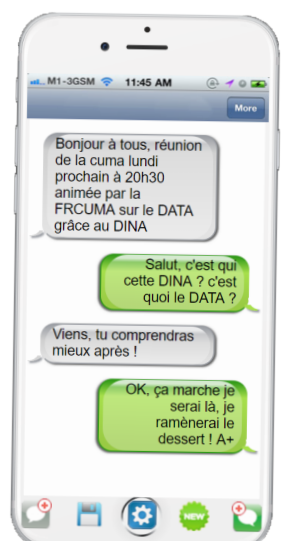 M1-3GSM 11:45 AM
More
Bonjour à tous, réunion
de la cuma lundi
prochain à 20h30
animée par la
FRCUMA sur le DATA
grâce au DINA
Salut, c'est qui
cette DINA ? c'est
quoi le DATA ?
Viens, tu comprendras
mieux après !
OK, ça marche je
serai là, je
ramènerai le
dessert ! A+
NEW